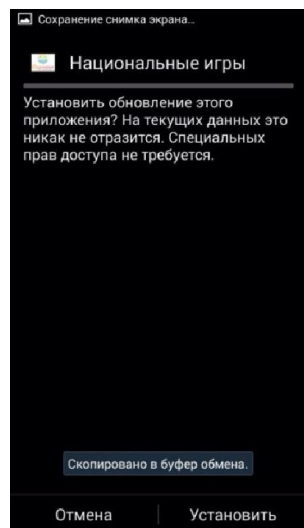 Сохранение снимка экрана...
Национальные игры
Установить обновление этого
приложения? На текущих данных это
никак не отразится. Специальных
прав доступа не требуется.
Скопировано в буфер обмена.
Отмена
Установить